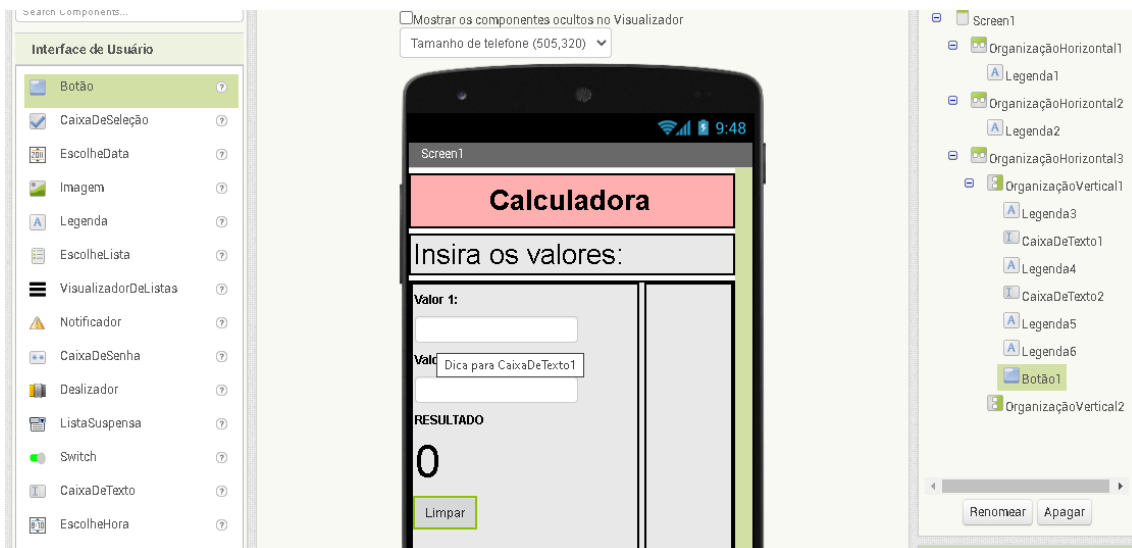 Search Components...
Interface de Usuário
Botão
CaixaDeSeleção
EscolheData
Imagem
Legenda
EscolheLista
VisualizadorDeListas
Notificador
CaixaDeSenha
Deslizador
ListaSuspensa
Switch
CaixaDeTexto
EscolheHora
Mostrar os componentes ocultos no Visualizador
Tamanho de telefone (505,320)
9:48
Screen1
Calculadora
Insira os valores:
Valor 1:
Dica para CaixaDeTexto1
RESULTADO
0
Limpar
Screen1
OrganizaçãoHorizontal1
Legenda1
OrganizaçãoHorizontal2
Legenda2
OrganizaçãoHorizontal3
OrganizaçãoVertical1
Legenda3
CaixaDeTexto1
Legenda4
CaixaDeTexto2
Legenda5
Legenda6
Botão1
OrganizaçãoVertical2
Renomear Apagar